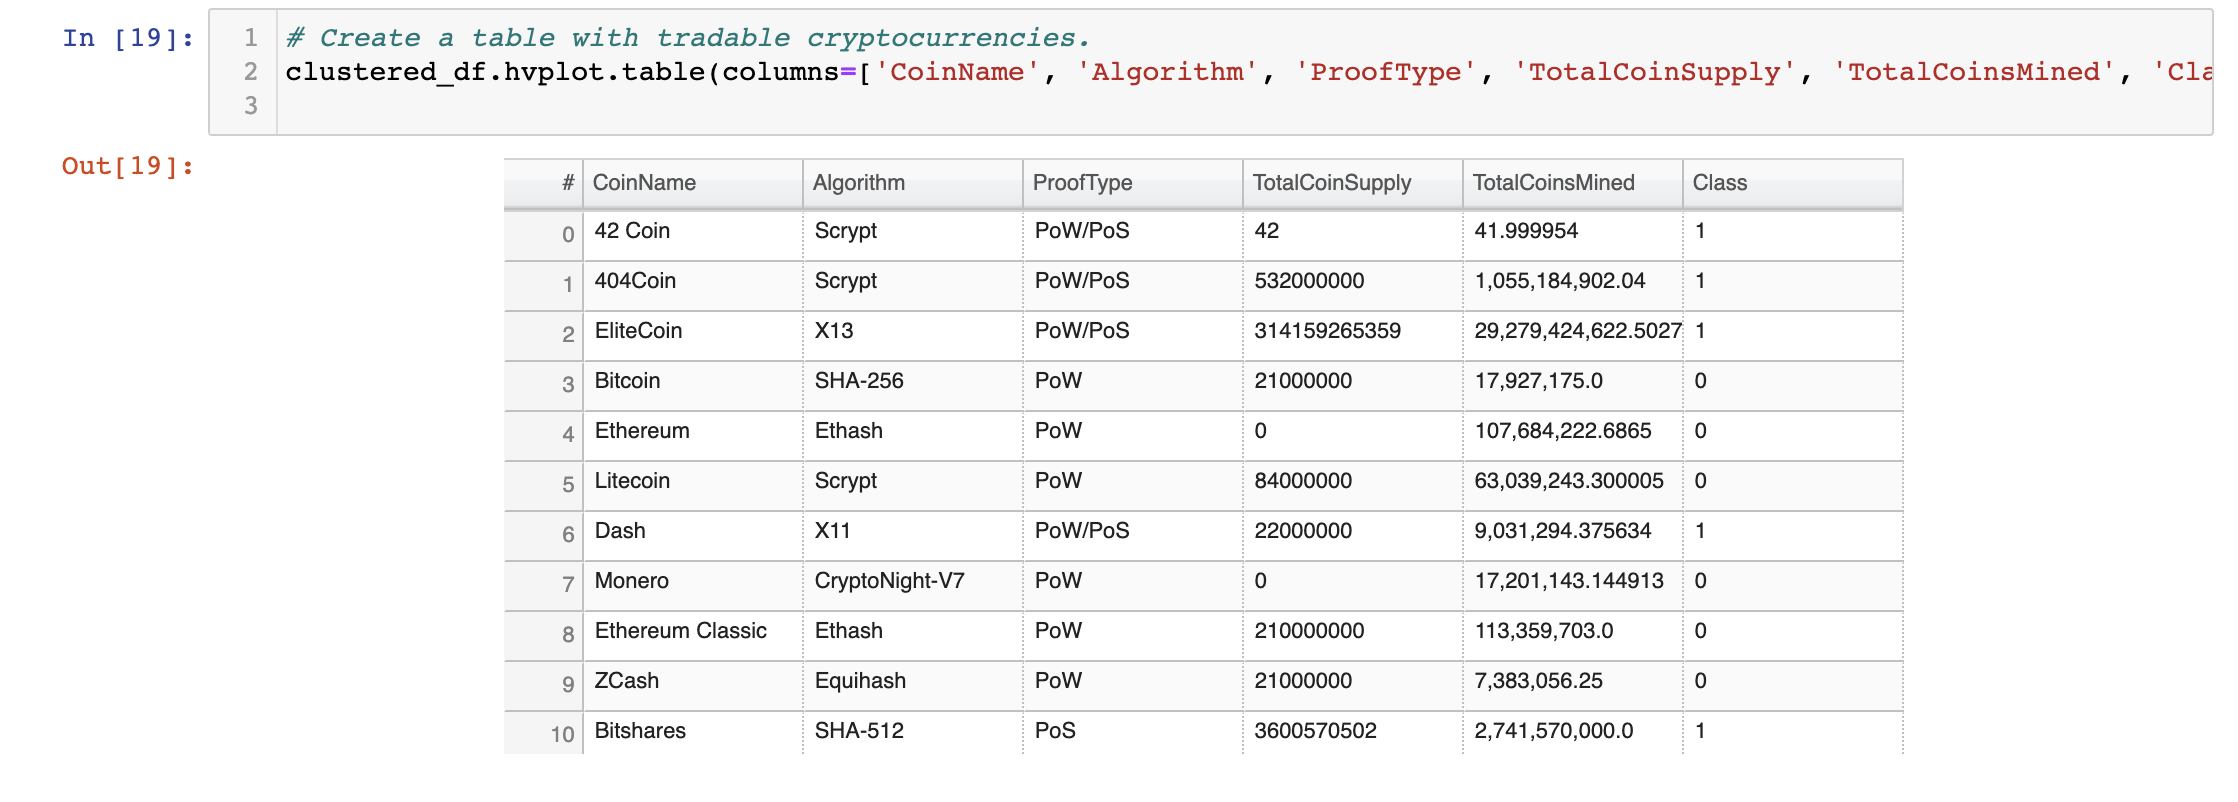 In [19]:
1 # Create a table with tradable cryptocurrencies.
2 clustered_df.hvplot.table(columns=['CoinName', 'Algorithm', 'ProofType', 'TotalCoinSupply', 'TotalCoinsMined', 'Cla
3
Out[19]:
# CoinName Algorithm ProofType TotalCoinSupply TotalCoinsMined Class
0 42 Coin Scrypt PoW/PoS 42 41.999954 1
1 404Coin Scrypt PoW/PoS 532000000 1,055,184,902.04 1
2 EliteCoin X13 PoW/PoS 314159265359 29,279,424,622.5027 1
3 Bitcoin SHA-256 PoW 21000000 17,927,175.0 0
4 Ethereum Ethash PoW 0 107,684,222.6865 0
5 Litecoin Scrypt PoW 84000000 63,039,243.300005 0
6 Dash X11 PoW/PoS 22000000 9,031,294.375634 1
7 Monero CryptoNight-V7 PoW 0 17,201,143.144913 0
8 Ethereum Classic Ethash PoW 210000000 113,359,703.0 0
9 ZCash Equihash PoW 21000000 7,383,056.25 0
10 Bitshares SHA-512 PoS 3600570502 2,741,570,000.0 1